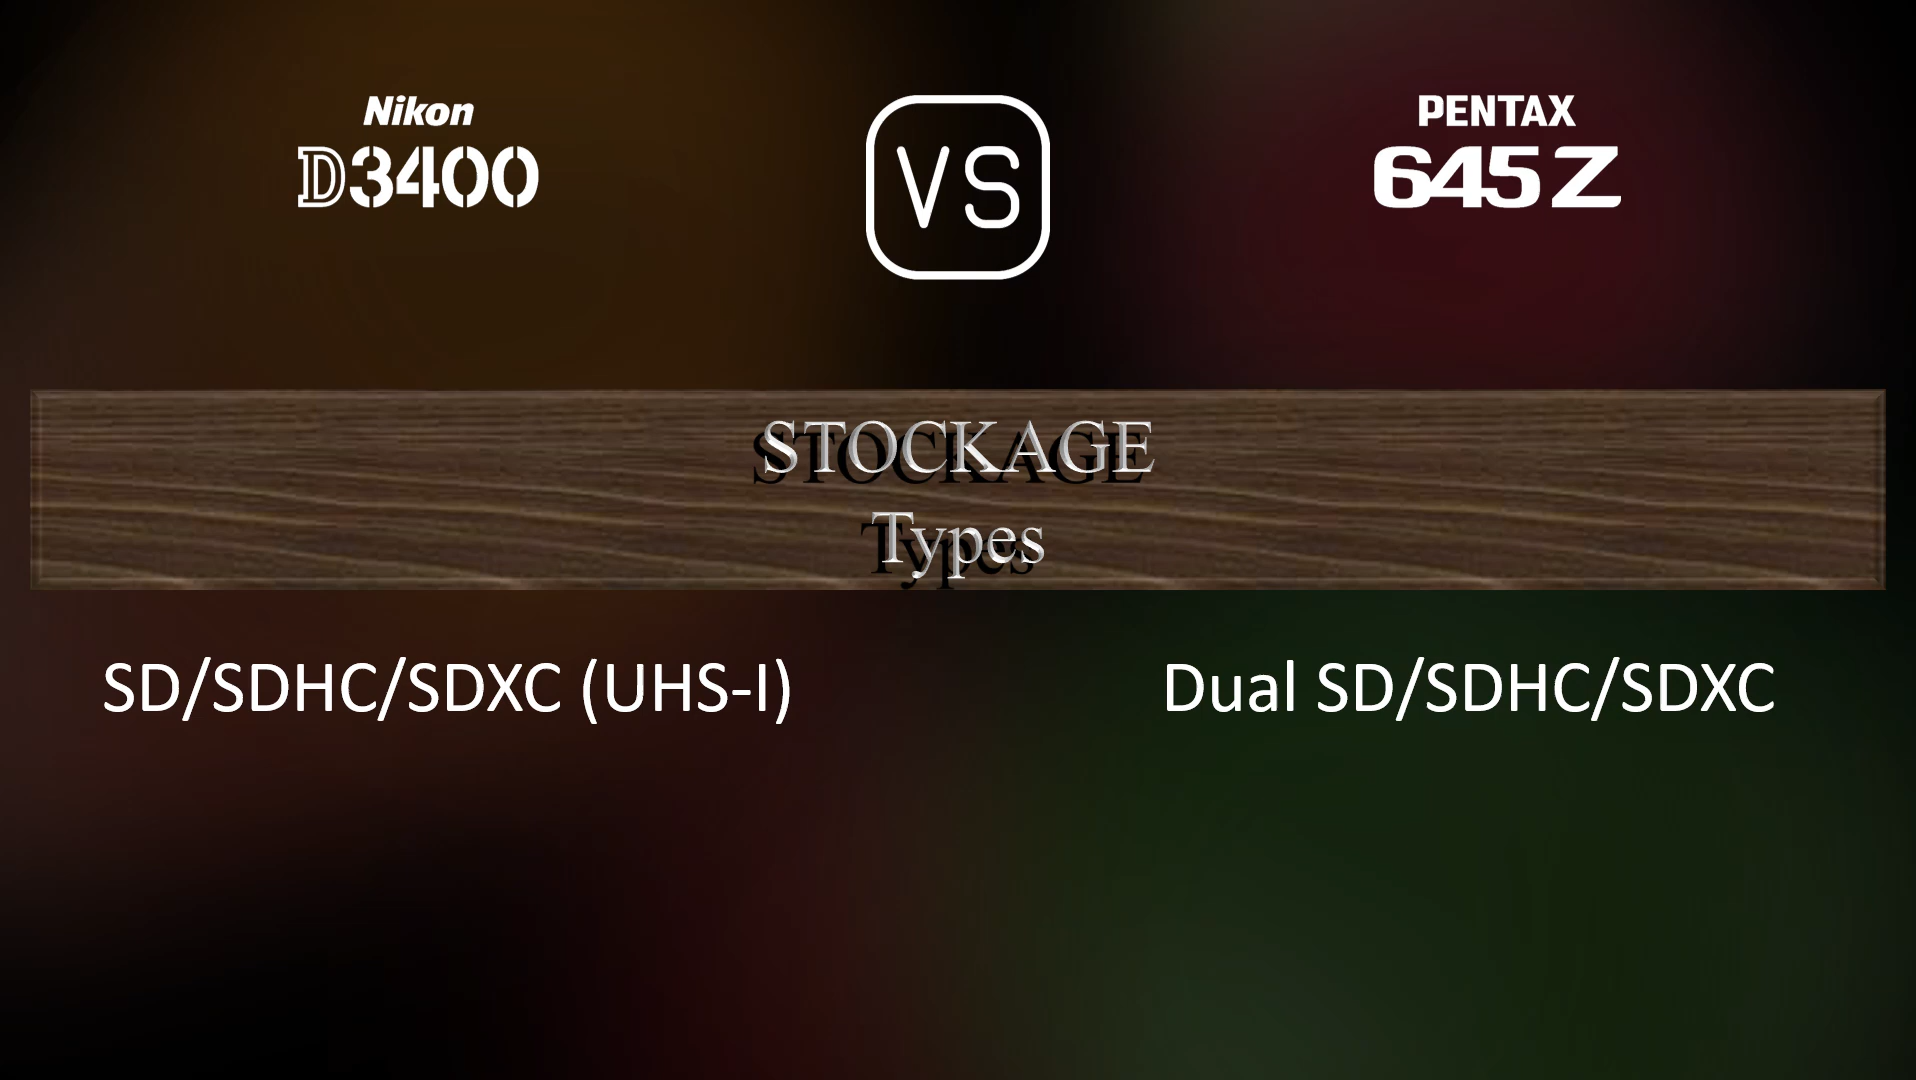 Nikon
D3400
VS
PENTAX
645Z
STOCKAGE
Types
SD/SDHC/SDXC (UHS-I)
Dual SD/SDHC/SDXC